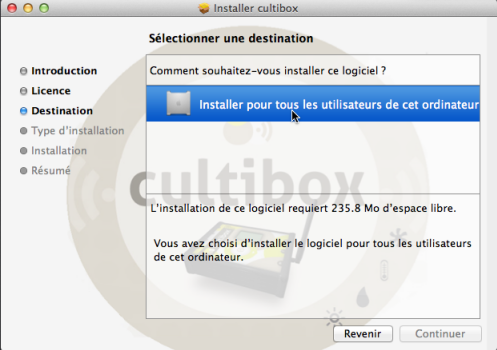 Installer cultibox
Sélectionner une destination
Introduction
Licence
Destination
Type d'installation
Installation
Résumé
Comment souhaitez-vous installer ce logiciel ?
Installer pour tous les utilisateurs de cet ordinateur
cultibox
L'installation de ce logiciel requiert 235.8 Mo d'espace libre.
Vous avez choisi d'installer le logiciel pour tous les utilisateurs
de cet ordinateur.
Revenir
Continuer